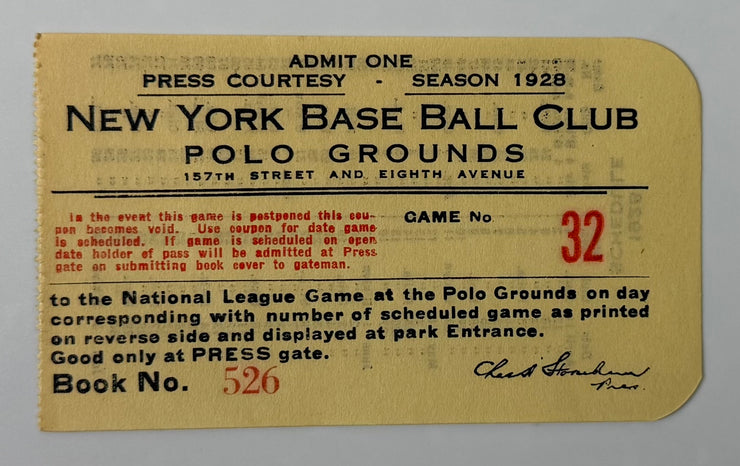 ADMIT ONE
PRESS COURTESY - SEASON 1928
NEW YORK BASE BALL CLUB
POLO GROUNDS
157TH STREET AND EIGHTH AVENUE
In the event this game is postponed this cou-
pon becomes void. Use coupon for date game
is scheduled. If game is scheduled on open
date holder of pass will be admitted at Press
gate on submitting book cover to gateman.
GAME No 32
to the National League Game at the Polo Grounds on day
corresponding with number of scheduled game as printed
on reverse side and displayed at park Entrance.
Good only at PRESS gate.
Book No. 526
Chas A Stoneham
Pres.